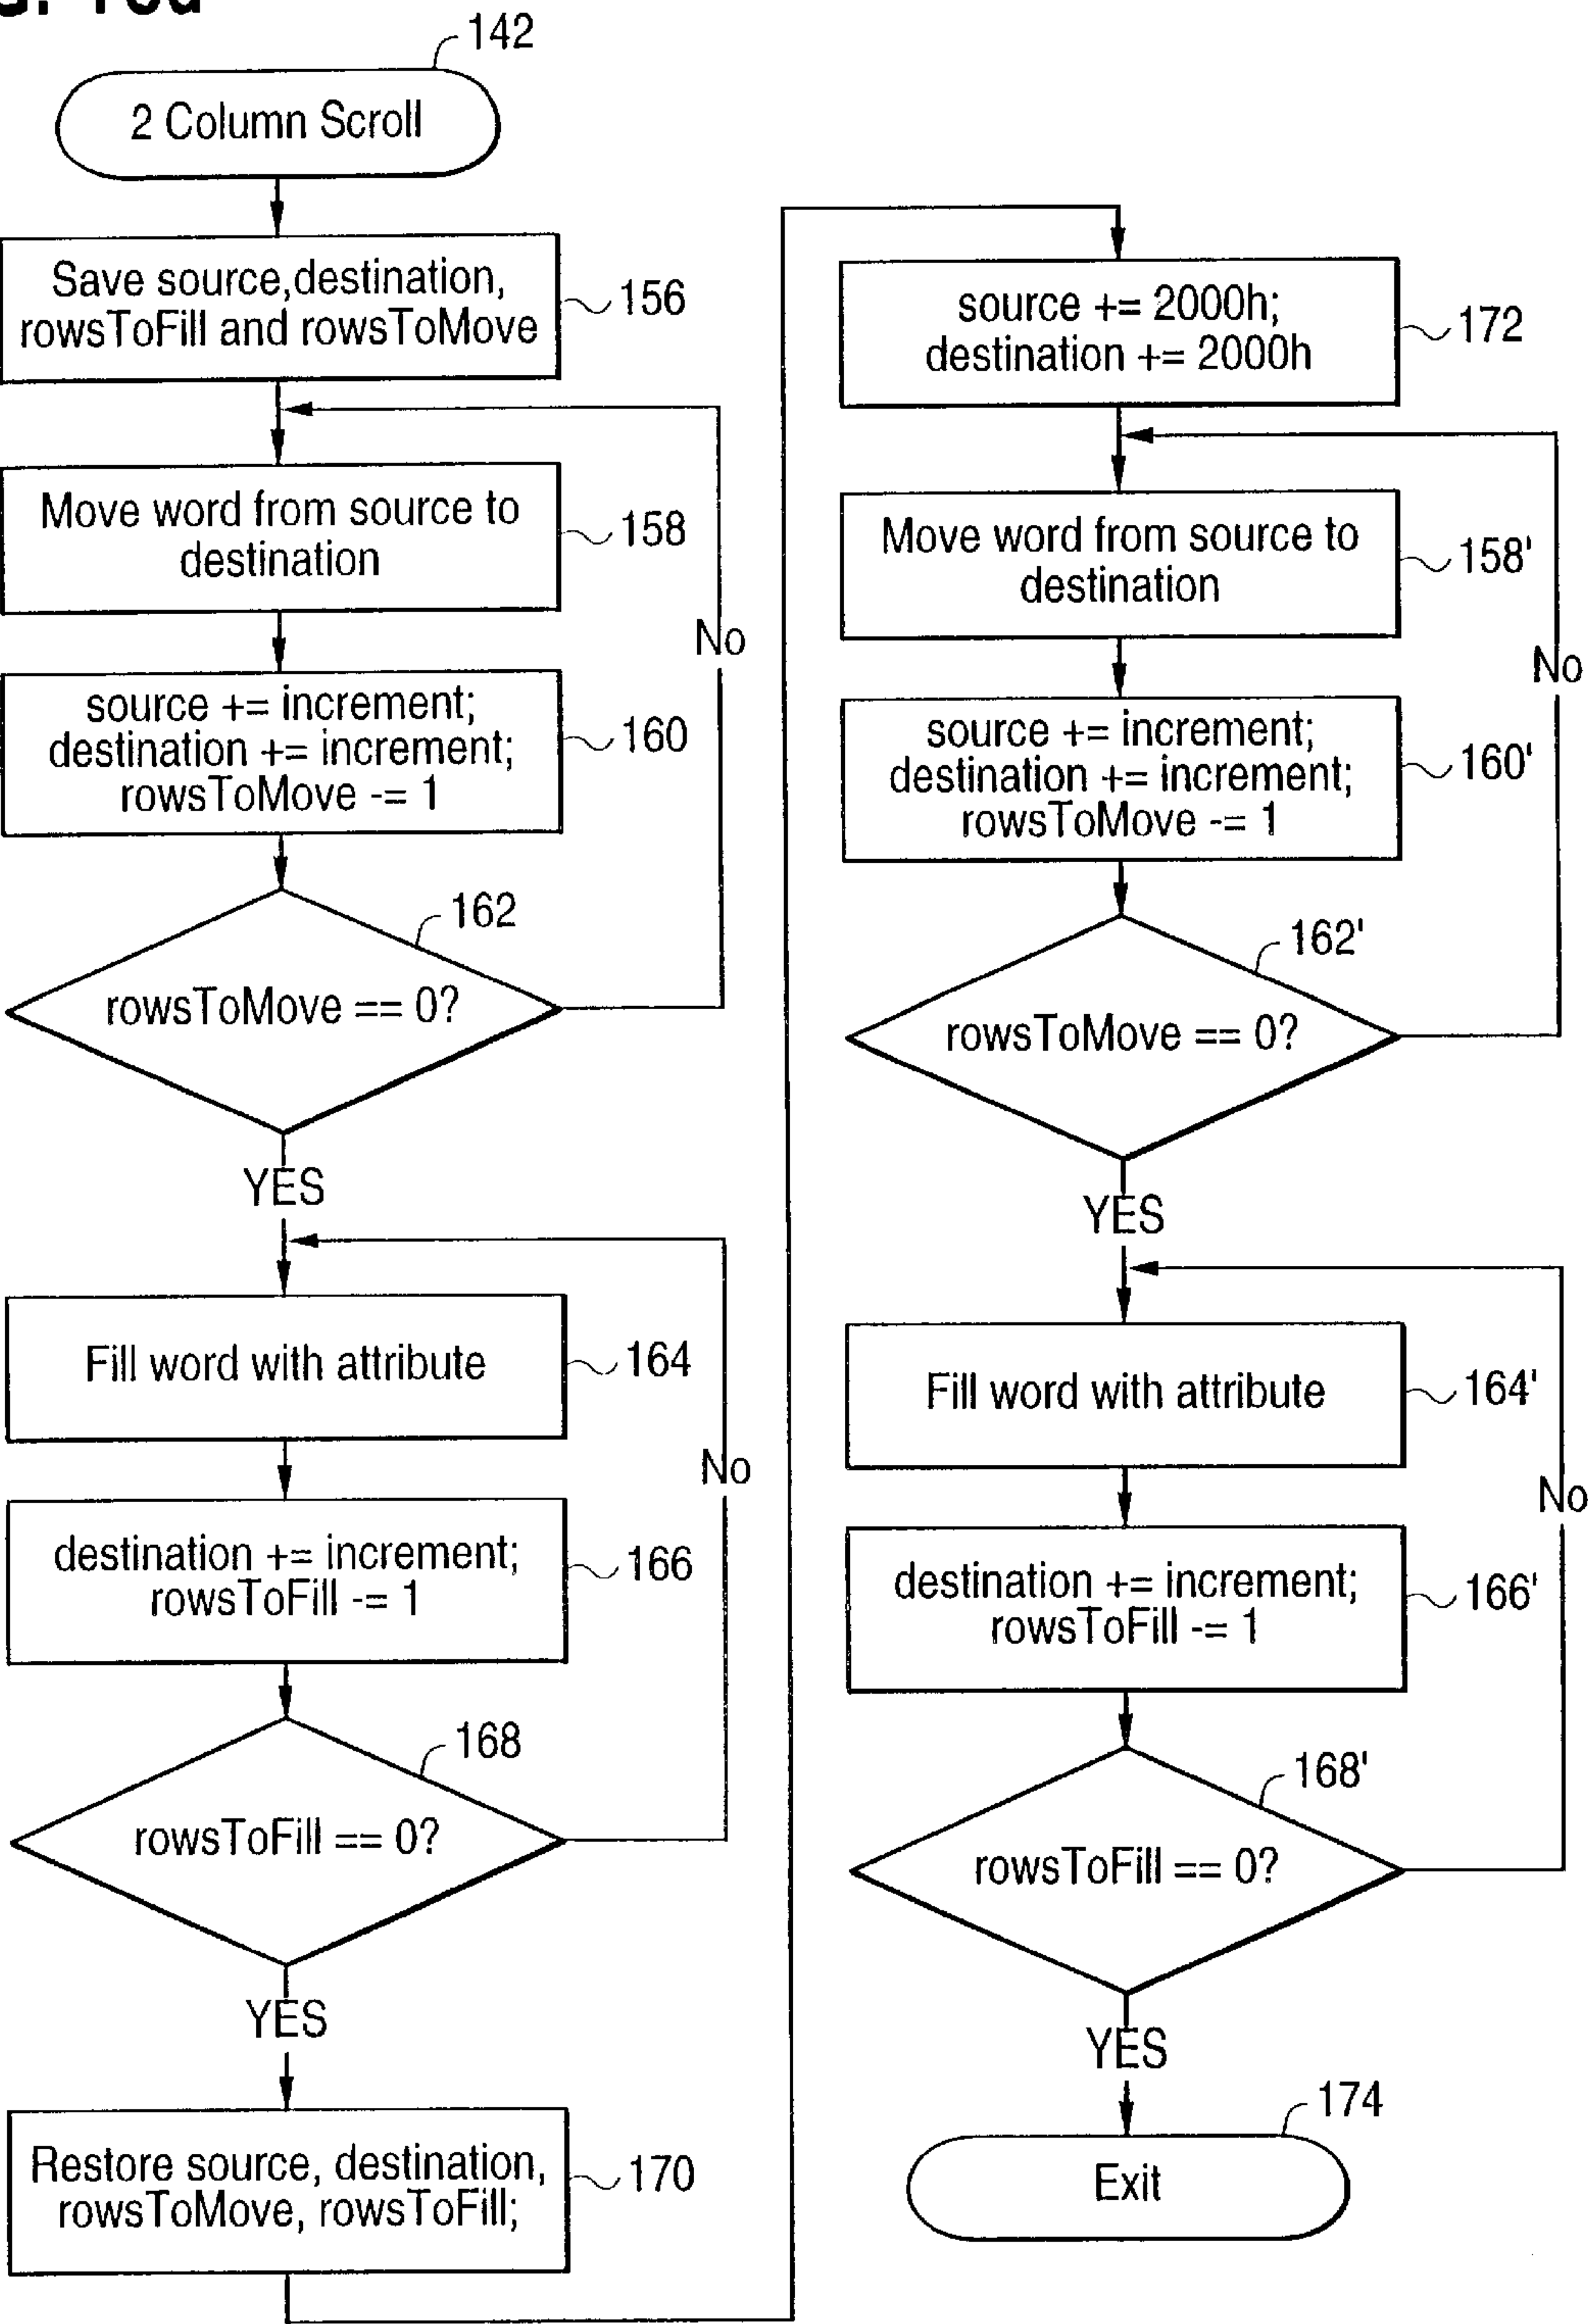 142
2 Column Scroll
Save source,destination,
rowsToFill and rowsToMove
156
Move word from source to
destination
158
No
source += increment;
destination += increment;
rowsToMove -= 1
160
162
rowsToMove == 0?
YES
Fill word with attribute
164
No
destination += increment;
rowsToFill -= 1
166
168
rowsToFill == 0?
YES
Restore source, destination,
rowsToMove, rowsToFill;
170
source += 2000h;
destination += 2000h
172
Move word from source to
destination
158'
No
source += increment;
destination += increment;
rowsToMove -= 1
160'
162'
rowsToMove == 0?
YES
Fill word with attribute
164'
No
destination += increment;
rowsToFill -= 1
166'
168'
rowsToFill == 0?
YES
174
Exit